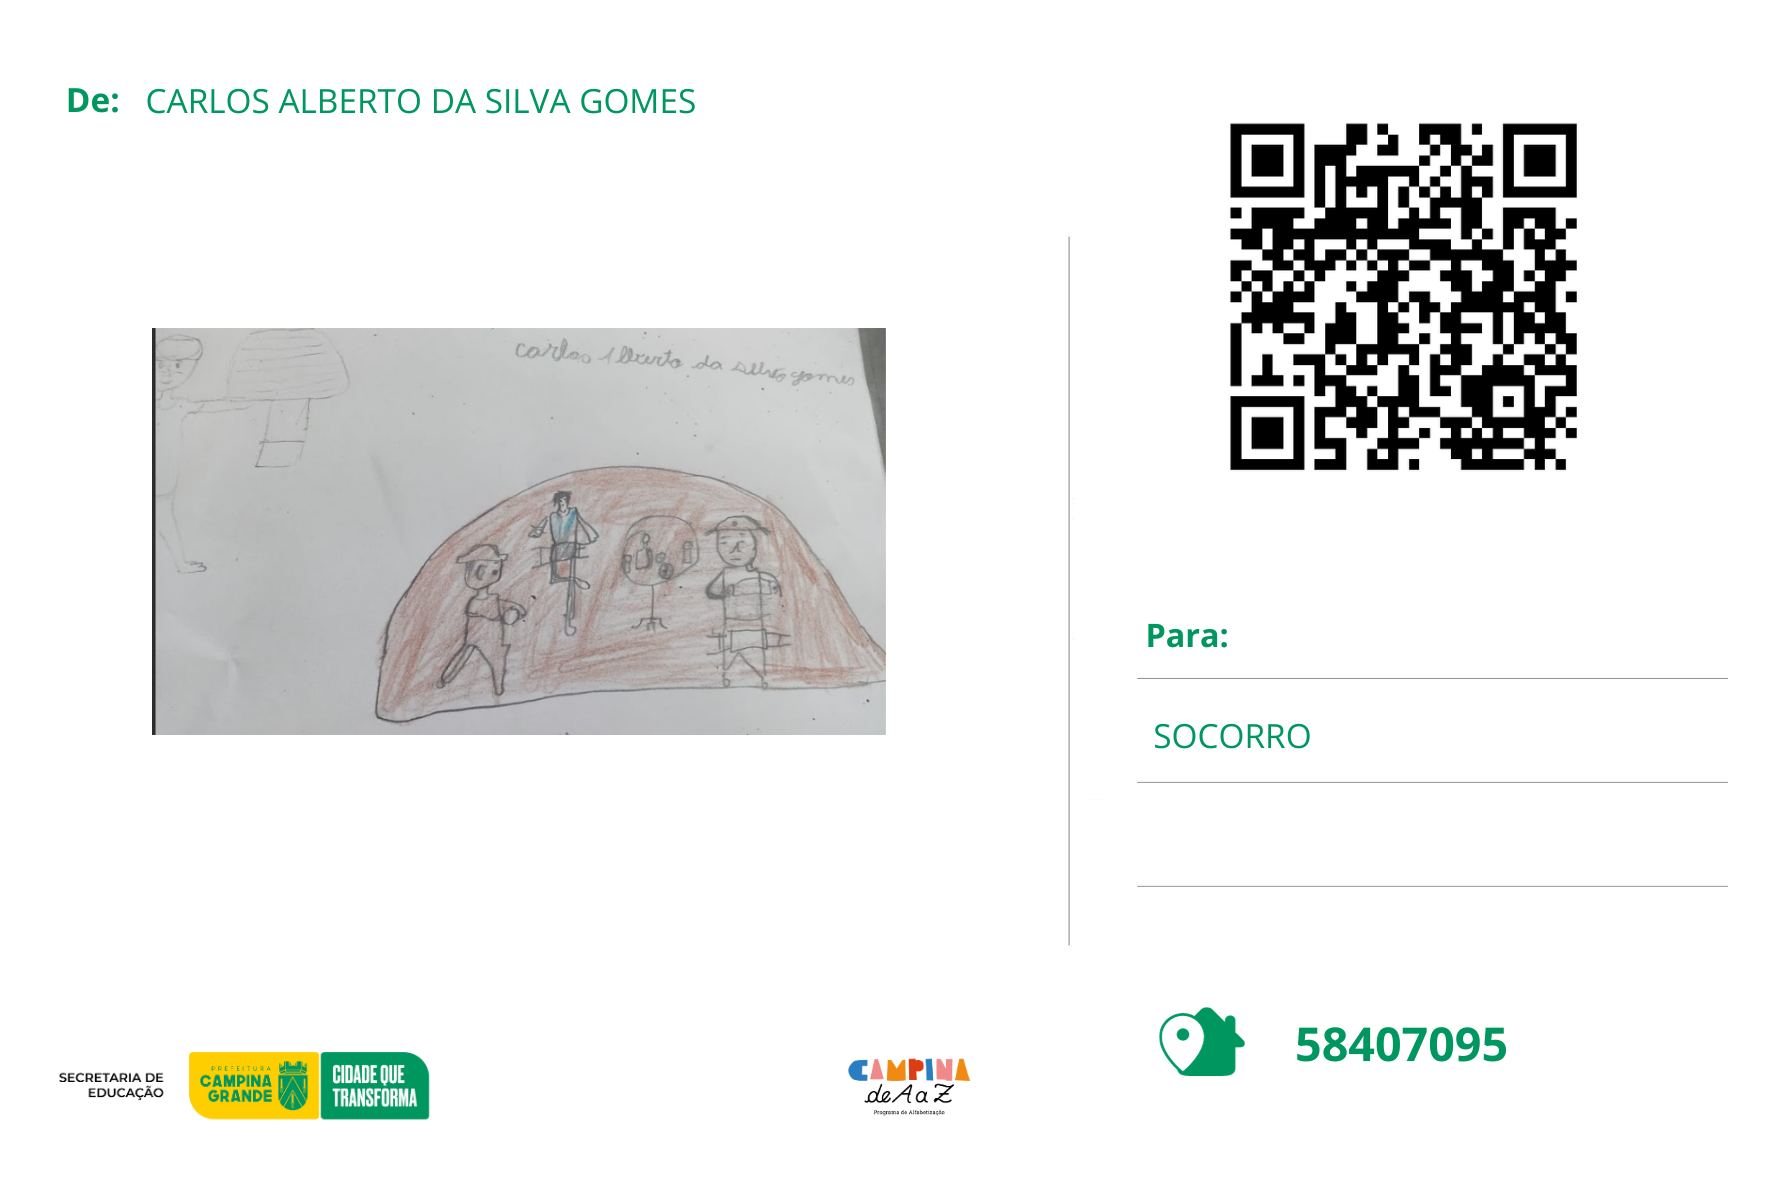 De: CARLOS ALBERTO DA SILVA GOMES
carlos Alberto da silva gomes
Para:
SOCORRO
58407095
SECRETARIA DE
EDUCAÇÃO
PREFEITURA
CAMPINA
GRANDE
CIDADE QUE
TRANSFORMA
CAMPINA
de A a Z
Programa de Alfabetização